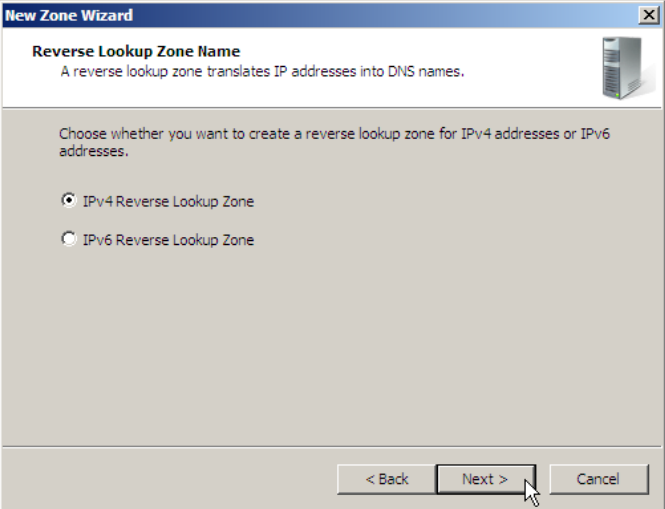 New Zone Wizard
Reverse Lookup Zone Name
A reverse lookup zone translates IP addresses into DNS names.
Choose whether you want to create a reverse lookup zone for IPv4 addresses or IPv6
addresses.
IPv4 Reverse Lookup Zone
IPv6 Reverse Lookup Zone
< Back
Next >
Cancel